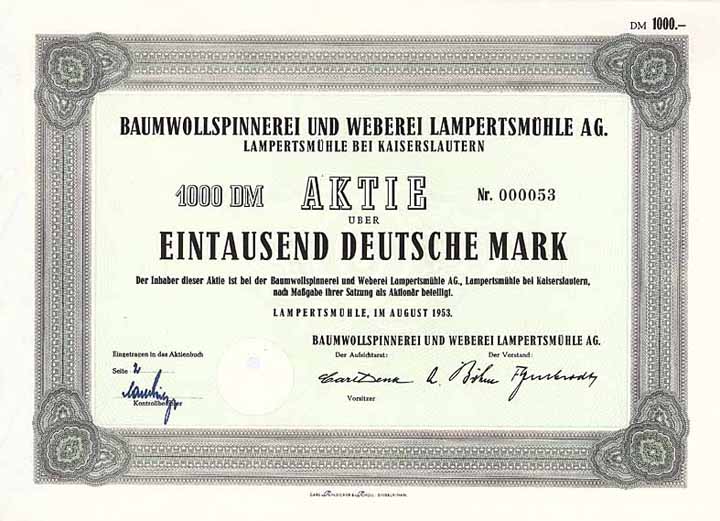 DM 1000.–
BAUMWOLLSPINNEREI UND WEBEREI LAMPERTSMÜHLE AG.
LAMPERTSMÜHLE BEI KAISERSLAUTERN
1000 DM AKTIE Nr. 000053
ÜBER
EINTAUSEND DEUTSCHE MARK
Der Inhaber dieser Aktie ist bei der Baumwollspinnerei und Weberei Lampertsmühle AG., Lampertsmühle bei Kaiserslautern,
nach Maßgabe ihrer Satzung als Aktionär beteiligt.
LAMPERTSMÜHLE, IM AUGUST 1953.
BAUMWOLLSPINNEREI UND WEBEREI LAMPERTSMÜHLE AG.
Eingetragen in das Aktienbuch
Seite 2
Kontrollbeamter
Der Aufsichtsrat: Der Vorstand:
Carl Denk A. Böhm
Vorsitzer